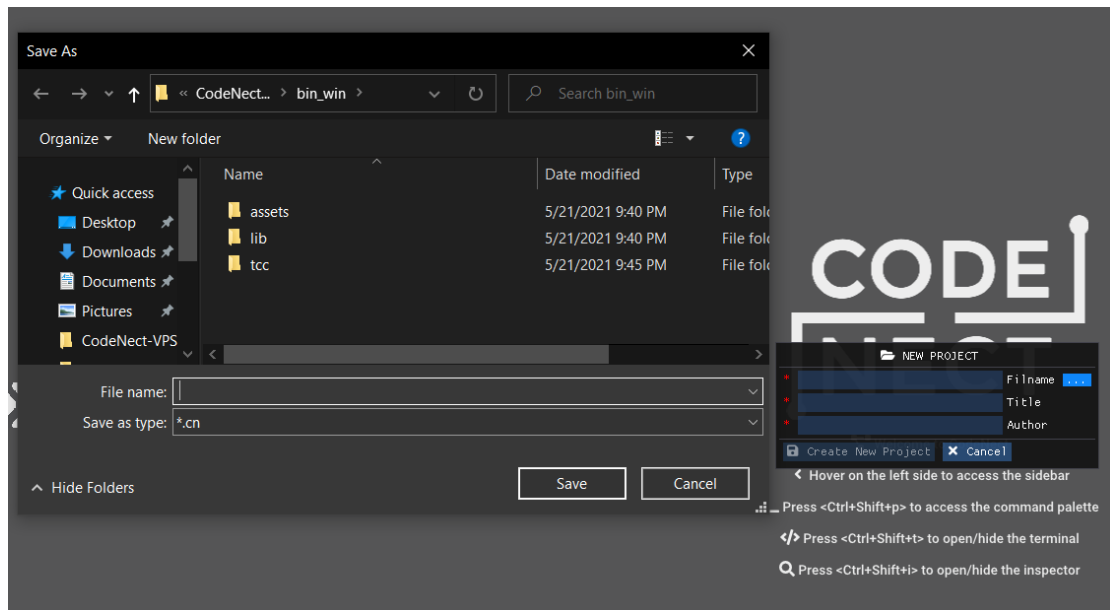 Save As
« CodeNect... > bin_win >
Search bin_win
Organize
New folder
Name
Date modified
Type
Quick access
Desktop
Downloads
Documents
Pictures
CodeNect-VPS
assets 5/21/2021 9:40 PM File fol
lib 5/21/2021 9:40 PM File fol
tcc 5/21/2021 9:45 PM File fol
File name:
Save as type: *.cn
Hide Folders
Save
Cancel
CODE
NECT
NEW PROJECT
* Filname ...
* Title
* Author
Create New Project
Cancel
Hover on the left side to access the sidebar
Press <Ctrl+Shift+p> to access the command palette
Press <Ctrl+Shift+t> to open/hide the terminal
Press <Ctrl+Shift+i> to open/hide the inspector